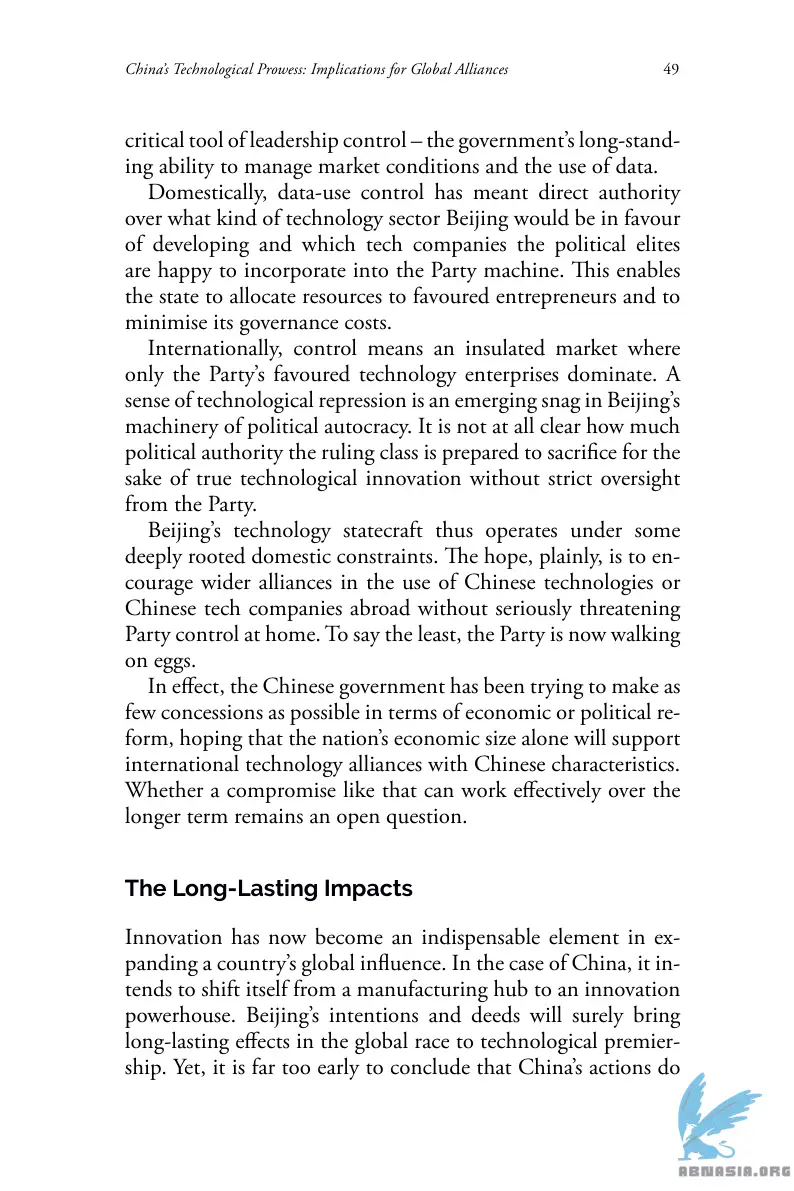 China's Technological Prowess: Implications for Global Alliances 49
critical tool of leadership control – the government's long-stand-
ing ability to manage market conditions and the use of data.
Domestically, data-use control has meant direct authority
over what kind of technology sector Beijing would be in favour
of developing and which tech companies the political elites
are happy to incorporate into the Party machine. This enables
the state to allocate resources to favoured entrepreneurs and to
minimise its governance costs.
Internationally, control means an insulated market where
only the Party's favoured technology enterprises dominate. A
sense of technological repression is an emerging snag in Beijing's
machinery of political autocracy. It is not at all clear how much
political authority the ruling class is prepared to sacrifice for the
sake of true technological innovation without strict oversight
from the Party.
Beijing's technology statecraft thus operates under some
deeply rooted domestic constraints. The hope, plainly, is to en-
courage wider alliances in the use of Chinese technologies or
Chinese tech companies abroad without seriously threatening
Party control at home. To say the least, the Party is now walking
on eggs.
In effect, the Chinese government has been trying to make as
few concessions as possible in terms of economic or political re-
form, hoping that the nation's economic size alone will support
international technology alliances with Chinese characteristics.
Whether a compromise like that can work effectively over the
longer term remains an open question.
The Long-Lasting Impacts
Innovation has now become an indispensable element in ex-
panding a country's global influence. In the case of China, it in-
tends to shift itself from a manufacturing hub to an innovation
powerhouse. Beijing's intentions and deeds will surely bring
long-lasting effects in the global race to technological premier-
ship. Yet, it is far too early to conclude that China's actions do
ABNASIA.ORG